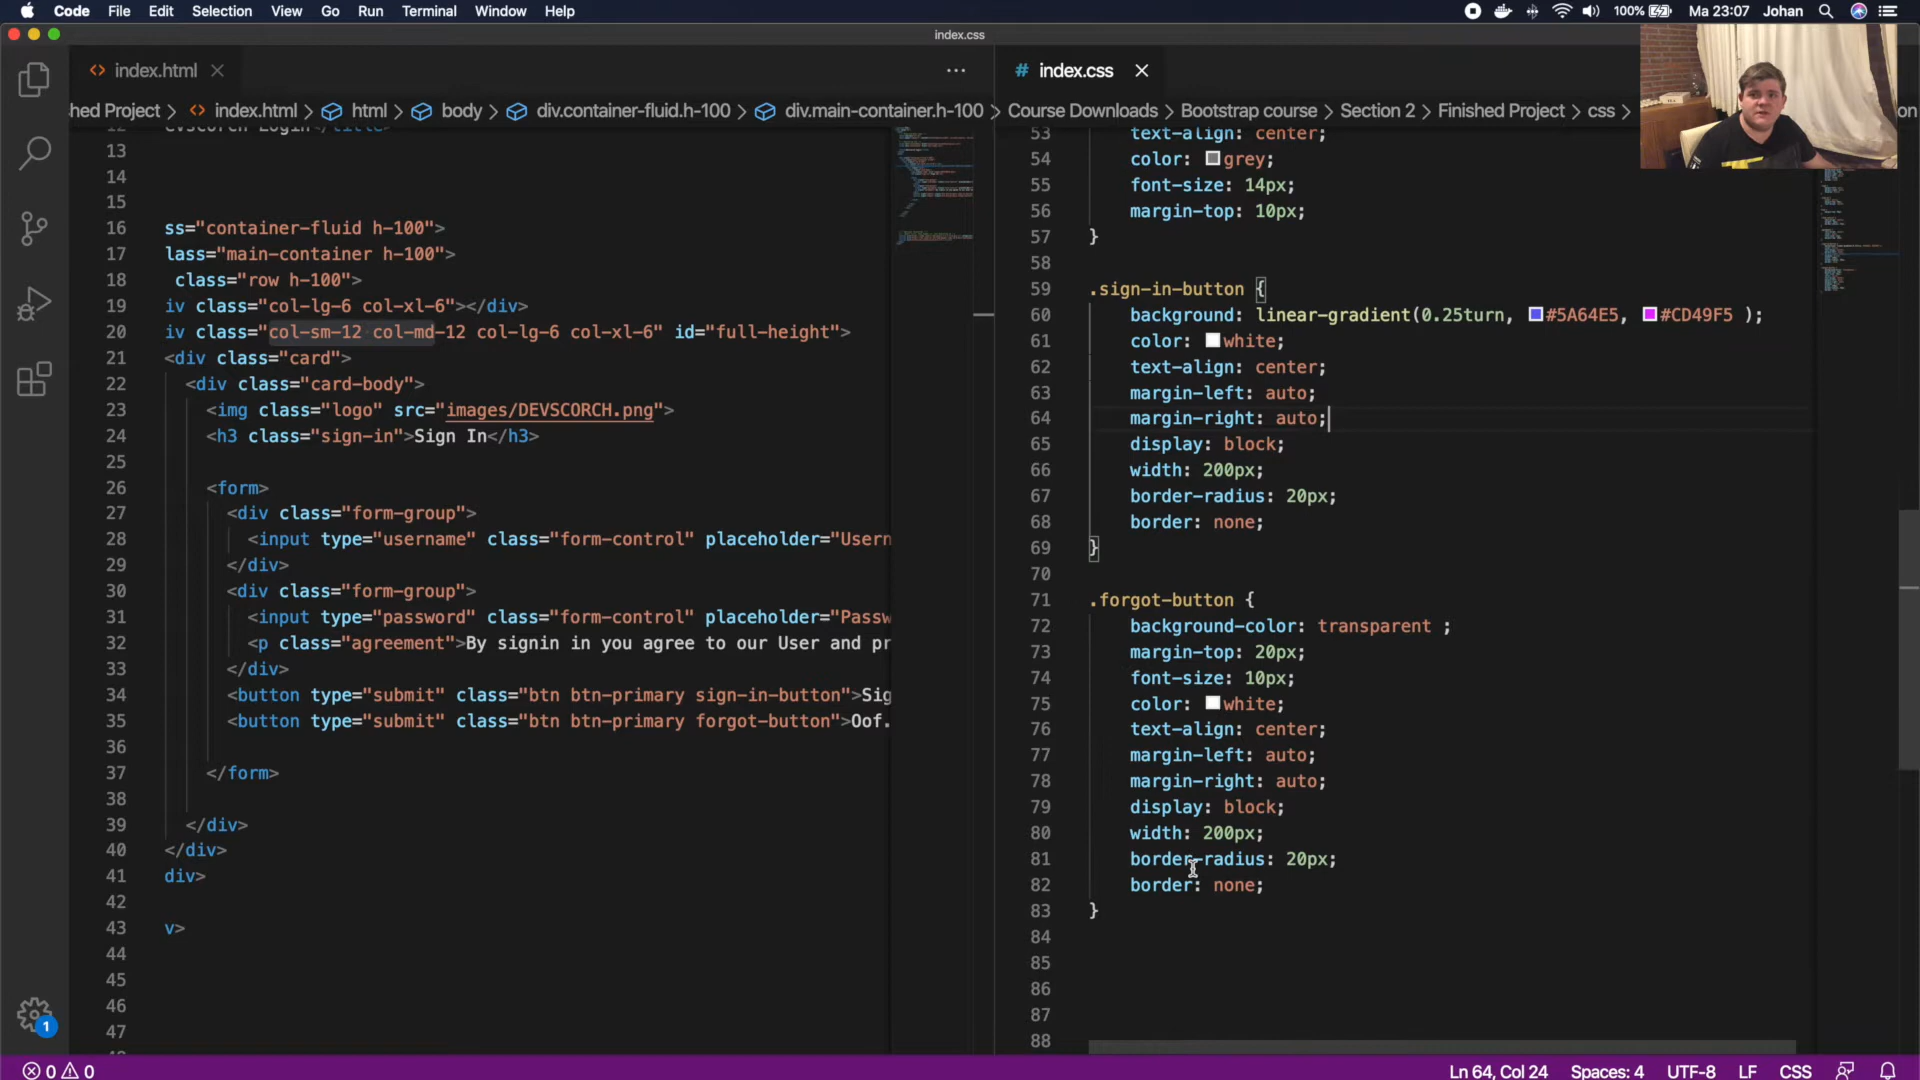 Code File Edit Selection View Go Run Terminal Window Help 100% Ma 23:07 Johan
index.css
index.html
shed Project > index.html > html > body > div.container-fluid.h-100 > div.main-container.h-100 >
13
14
15
16 ss="container-fluid h-100">
17 lass="main-container h-100">
18 class="row h-100">
19 iv class="col-lg-6 col-xl-6"></div>
20 iv class="col-sm-12 col-md-12 col-lg-6 col-xl-6" id="full-height">
21 <div class="card">
22 <div class="card-body">
23 <img class="logo" src="images/DEVSCORCH.png">
24 <h3 class="sign-in">Sign In</h3>
25
26 <form>
27 <div class="form-group">
28 <input type="username" class="form-control" placeholder="Usern
29 </div>
30 <div class="form-group">
31 <input type="password" class="form-control" placeholder="Passw
32 <p class="agreement">By signin in you agree to our User and pr
33 </div>
34 <button type="submit" class="btn btn-primary sign-in-button">Sig
35 <button type="submit" class="btn btn-primary forgot-button">Oof.
36
37 </form>
38
39 </div>
40 </div>
41 div>
42
43 v>
44
45
46
47
# index.css
Course Downloads > Bootstrap course > Section 2 > Finished Project > css > on
53 text-align: center;
54 color: grey;
55 font-size: 14px;
56 margin-top: 10px;
57 }
58
59 .sign-in-button {
60 background: linear-gradient(0.25turn, #5A64E5, #CD49F5 );
61 color: white;
62 text-align: center;
63 margin-left: auto;
64 margin-right: auto;
65 display: block;
66 width: 200px;
67 border-radius: 20px;
68 border: none;
69 }
70
71 .forgot-button {
72 background-color: transparent ;
73 margin-top: 20px;
74 font-size: 10px;
75 color: white;
76 text-align: center;
77 margin-left: auto;
78 margin-right: auto;
79 display: block;
80 width: 200px;
81 border-radius: 20px;
82 border: none;
83 }
84
85
86
87
88
1
0 0 Ln 64, Col 24 Spaces: 4 UTF-8 LF CSS